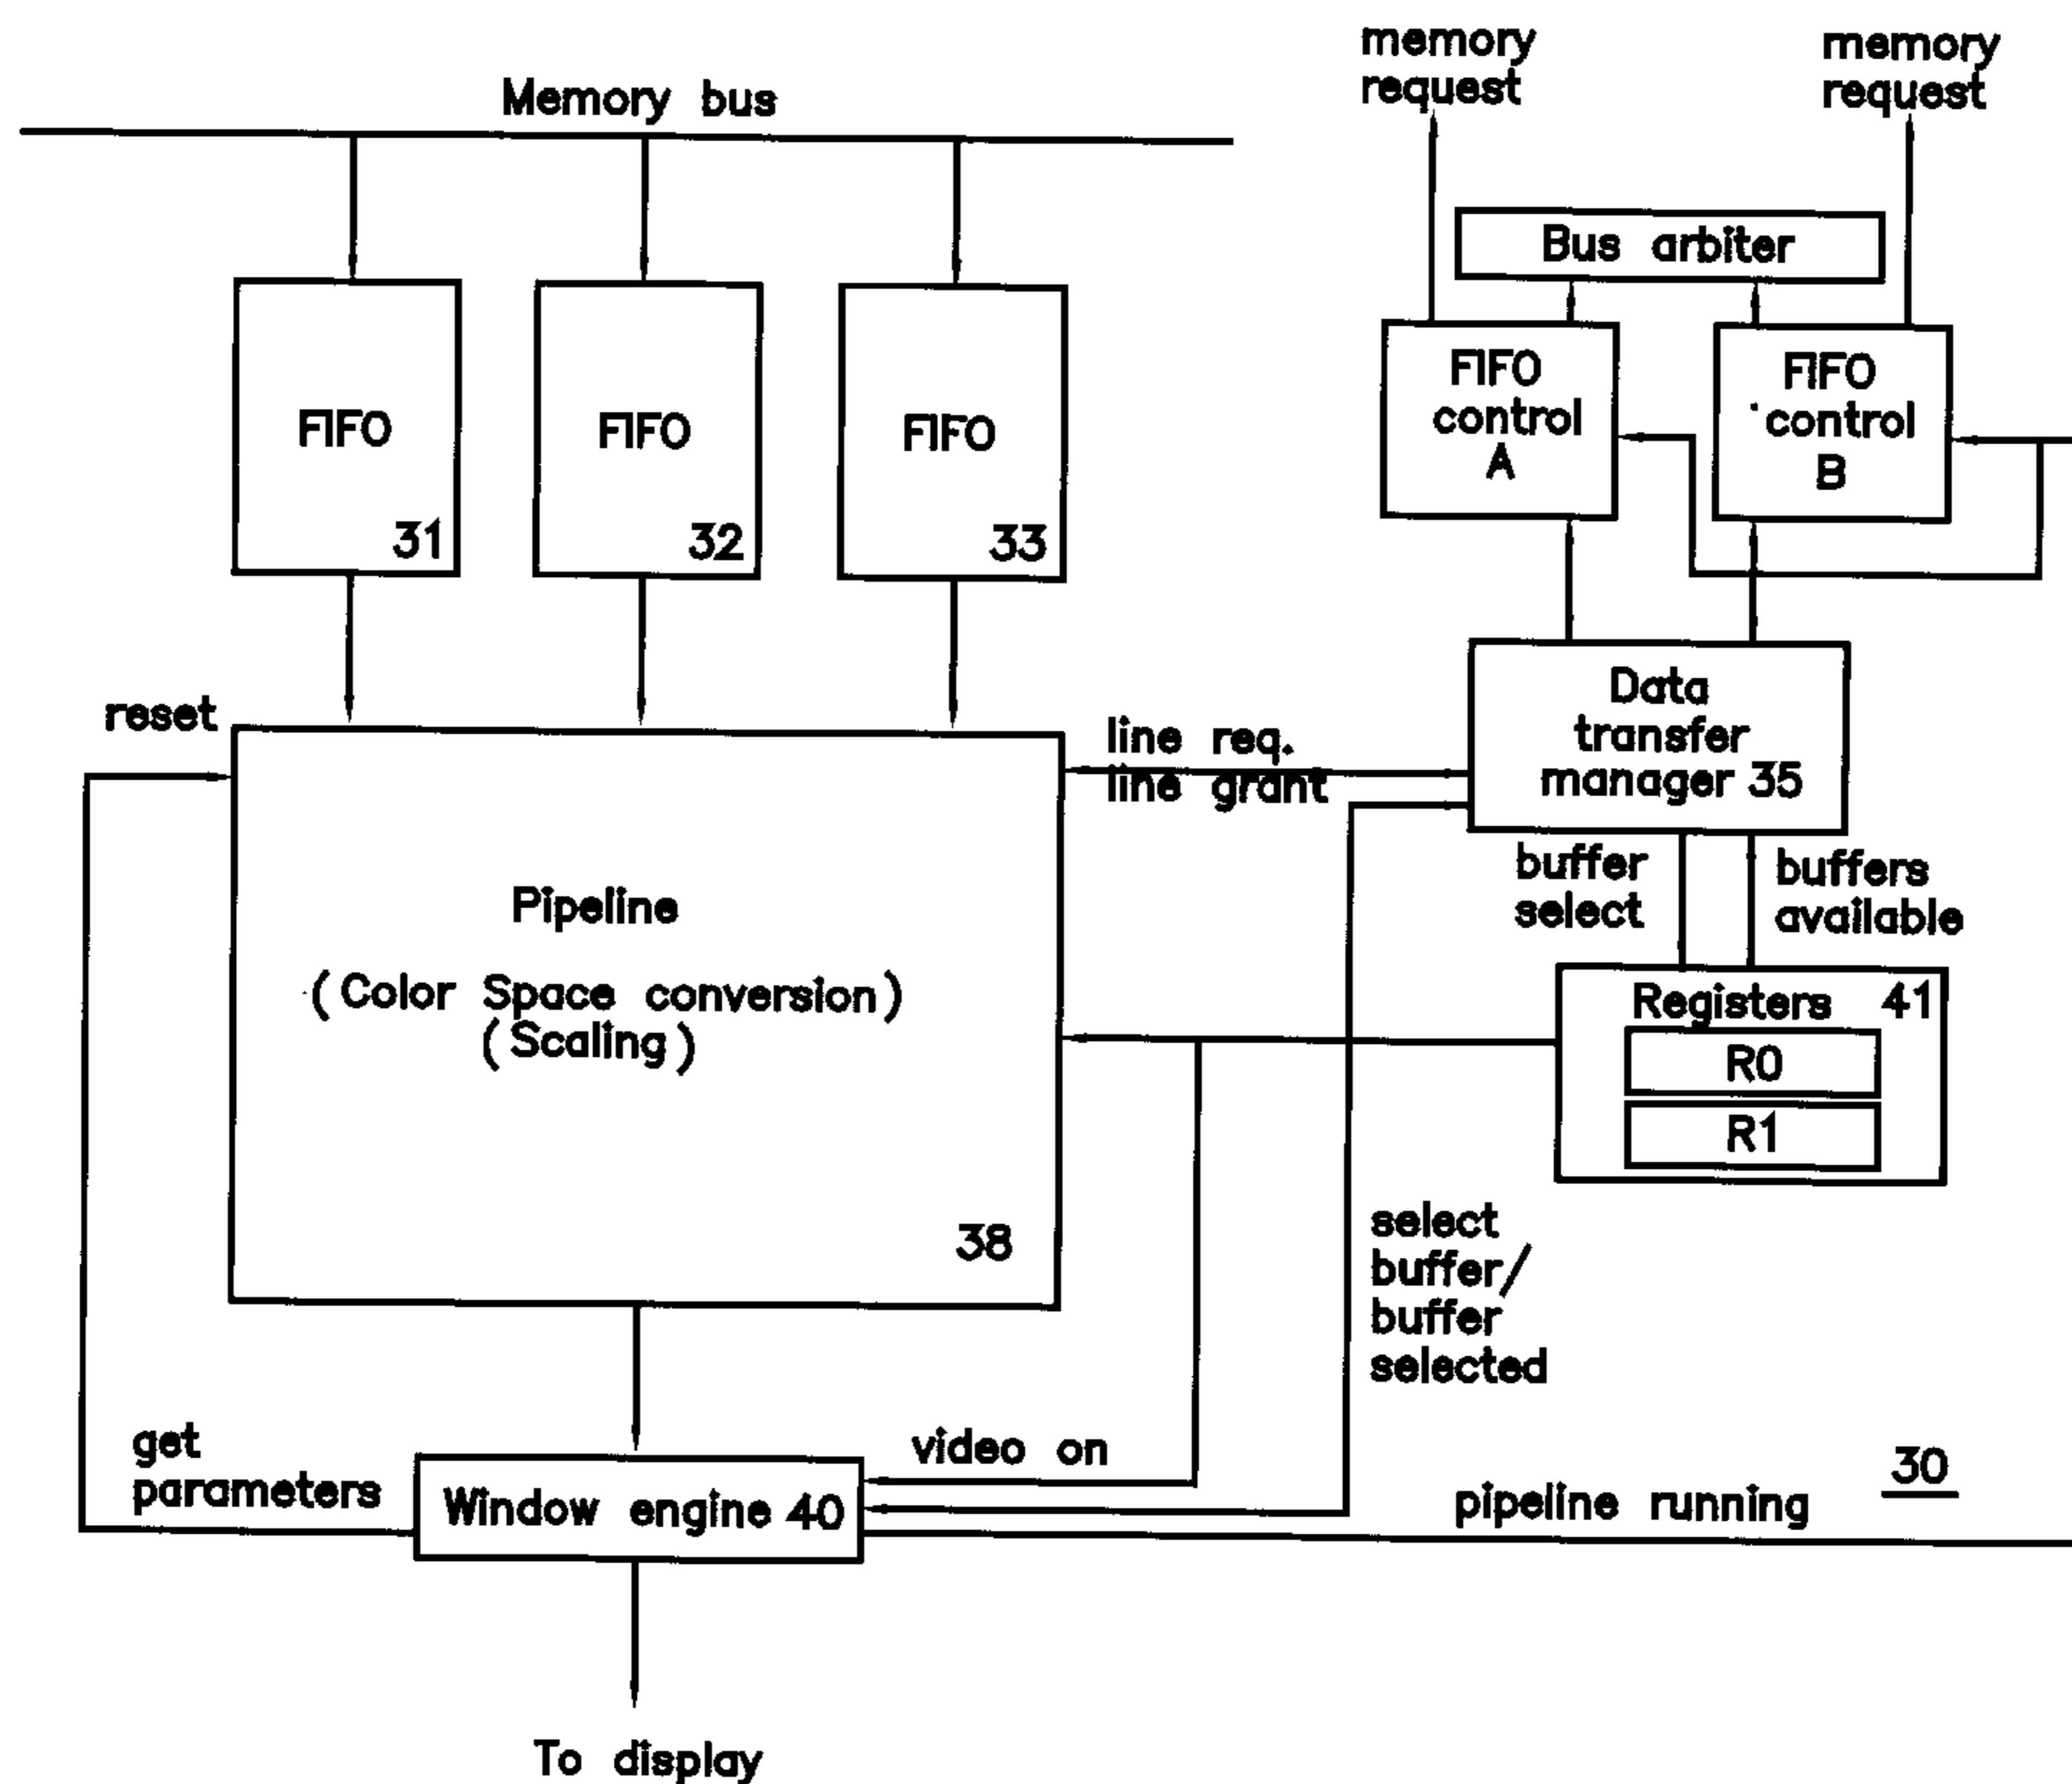 memory
request
memory
request
Memory bus
Bus arbiter
FIFO
31
FIFO
32
FIFO
33
FIFO
control
A
FIFO
control
B
reset
line req.
line grant
Data
transfer
manager 35
buffer
select
buffers
available
Pipeline
(Color Space conversion)
(Scaling)
38
Registers 41
R0
R1
select
buffer/
buffer
selected
get
parameters
video on
Window engine 40
pipeline running
30
To display